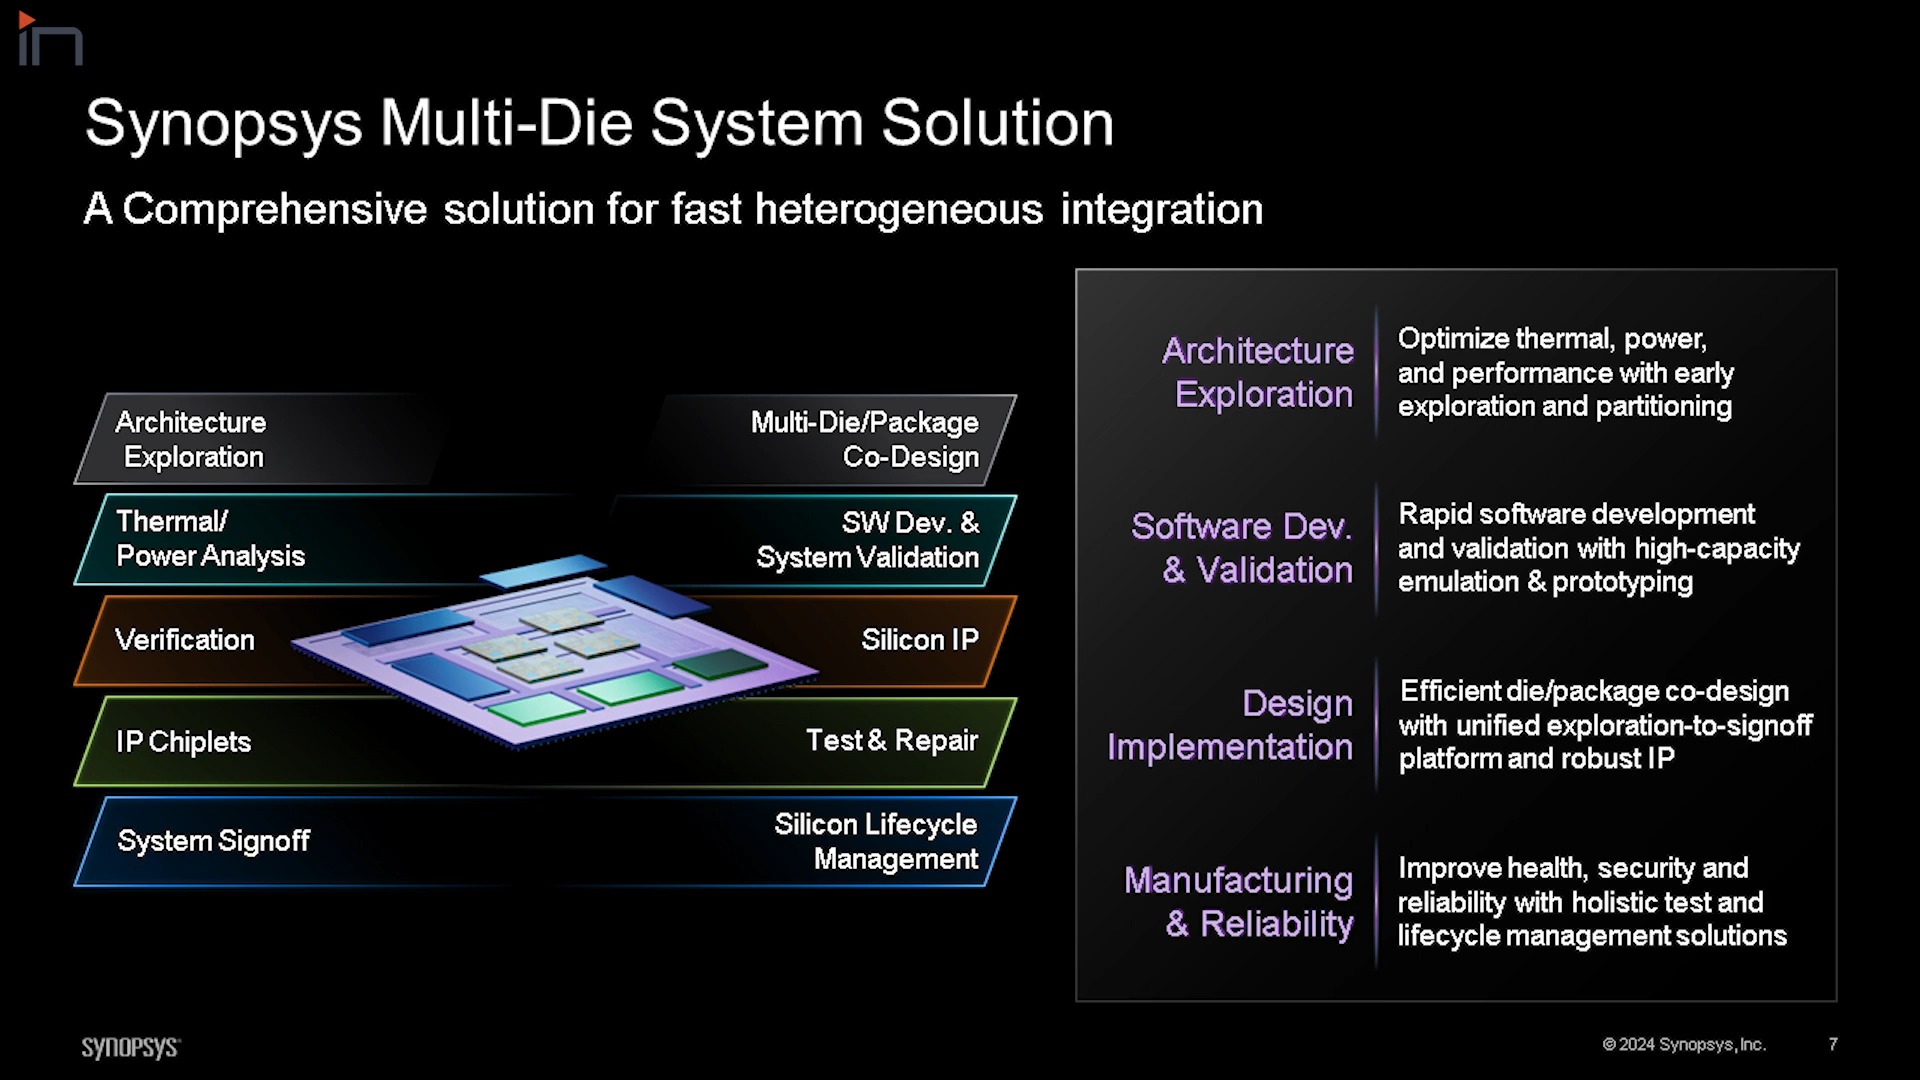 in
Synopsys Multi-Die System Solution
A Comprehensive solution for fast heterogeneous integration
Architecture
Exploration
Multi-Die/Package
Co-Design
Thermal/
Power Analysis
SW Dev. &
System Validation
Verification
Silicon IP
IP Chiplets
Test & Repair
System Signoff
Silicon Lifecycle
Management
Architecture
Exploration
Optimize thermal, power,
and performance with early
exploration and partitioning
Software Dev.
& Validation
Rapid software development
and validation with high-capacity
emulation & prototyping
Design
Implementation
Efficient die/package co-design
with unified exploration-to-signoff
platform and robust IP
Manufacturing
& Reliability
Improve health, security and
reliability with holistic test and
lifecycle management solutions
SYNOPSYS
© 2024 Synopsys, Inc.
7